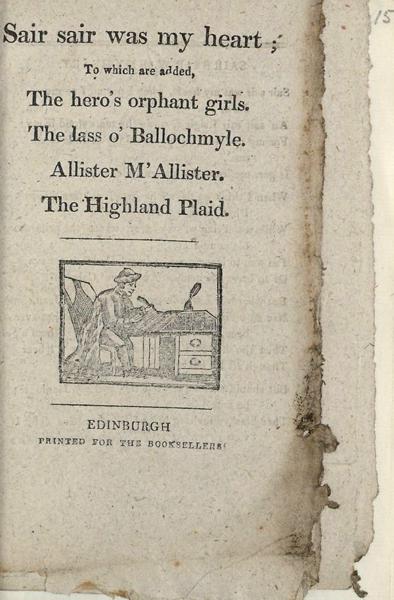 15
Sair sair was my heart;
To which are added,
The hero's orphant girls.
The lass o' Ballochmyle.
Allister M'Allister.
The Highland Plaid.
EDINBURGH
PRINTED FOR THE BOOKSELLERS